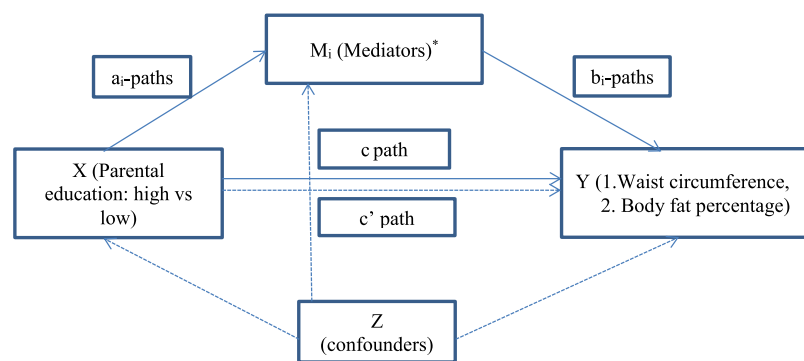 Mᵢ (Mediators)*
aᵢ-paths
bᵢ-paths
c path
X (Parental
education: high vs
low)
Y (1.Waist circumference,
2. Body fat percentage)
c’ path
Z
(confounders)